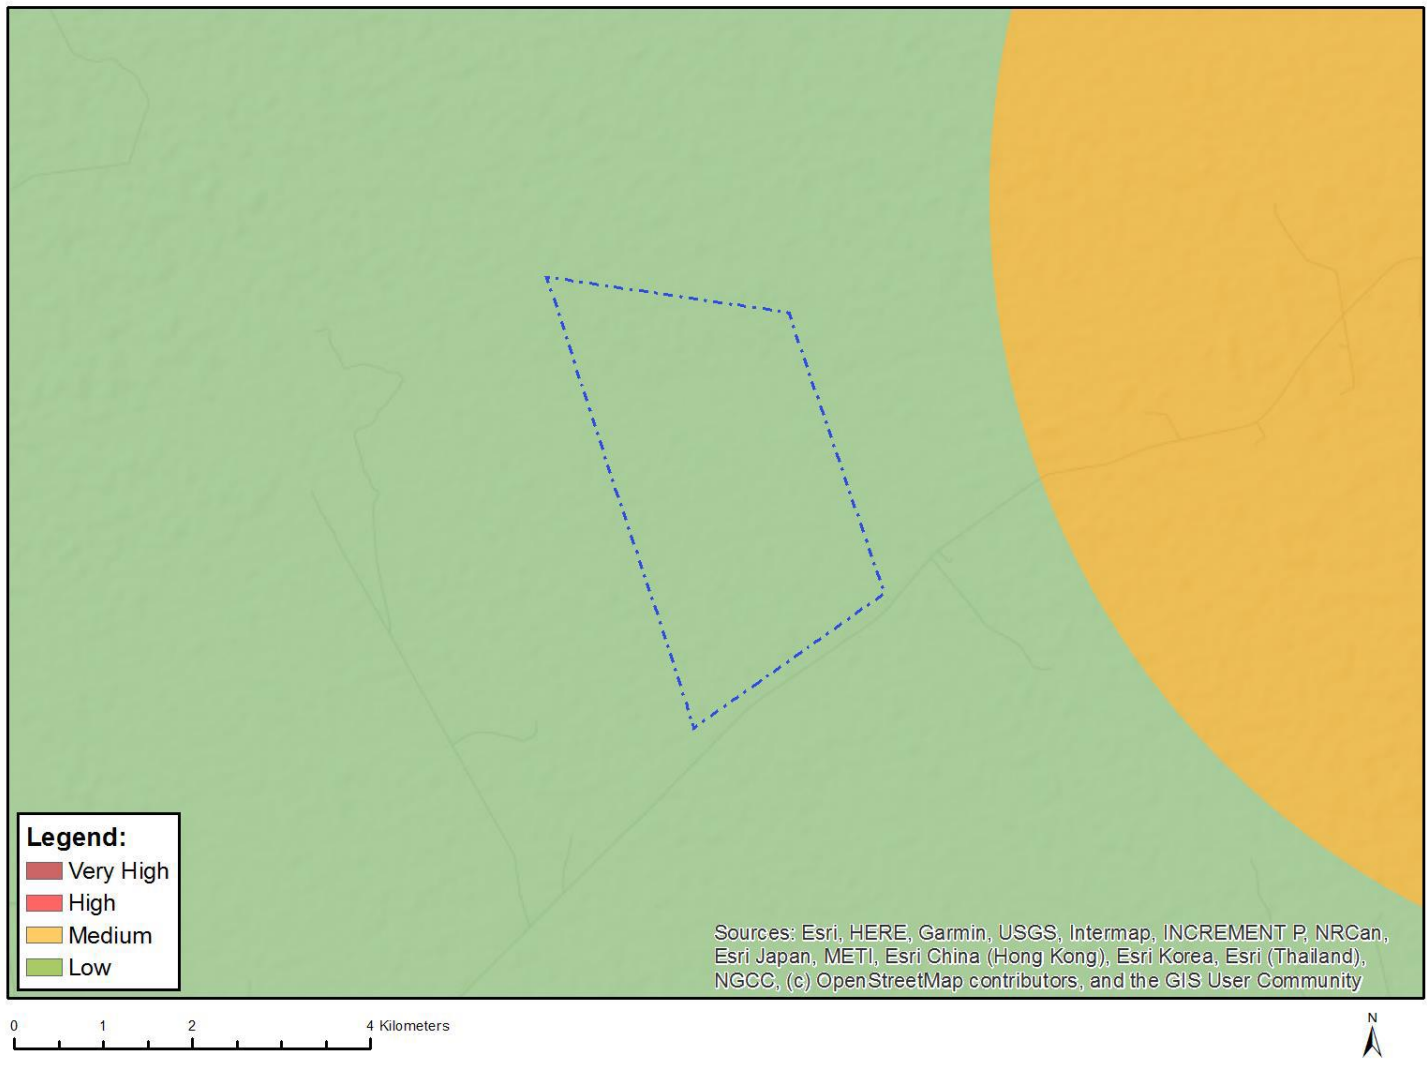 Legend:
Very High
High
Medium
Low
Sources: Esri, HERE, Garmin, USGS, Intermap, INCREMENT P, NRCan,
Esri Japan, METI, Esri China (Hong Kong), Esri Korea, Esri (Thailand),
NGCC, (c) OpenStreetMap contributors, and the GIS User Community
0 1 2 4 Kilometers
N